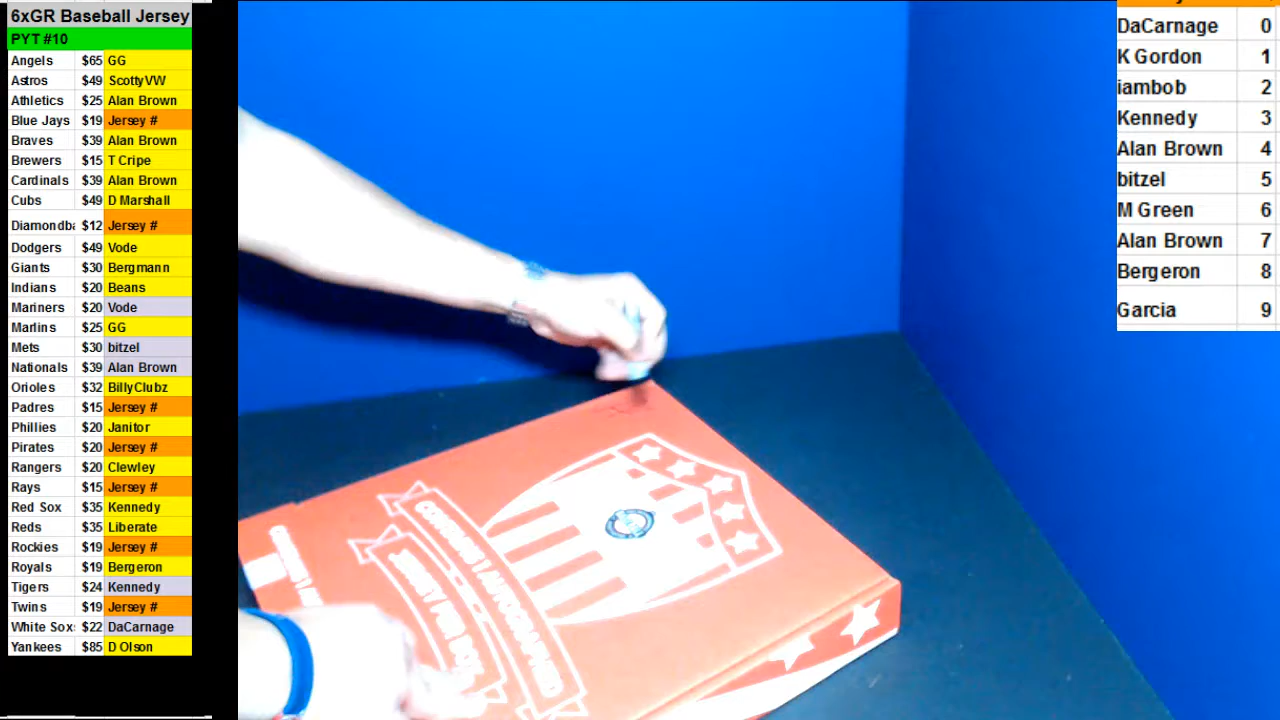 6xGR Baseball Jersey
PYT #10
Angels $65 GG
Astros $49 ScottyVW
Athletics $25 Alan Brown
Blue Jays $19 Jersey #
Braves $39 Alan Brown
Brewers $15 T Cripe
Cardinals $39 Alan Brown
Cubs $49 D Marshall
Diamondba $12 Jersey #
Dodgers $49 Vode
Giants $30 Bergmann
Indians $20 Beans
Mariners $20 Vode
Marlins $25 GG
Mets $30 bitzel
Nationals $39 Alan Brown
Orioles $32 BillyClubz
Padres $15 Jersey #
Phillies $20 Janitor
Pirates $20 Jersey #
Rangers $20 Clewley
Rays $15 Jersey #
Red Sox $35 Kennedy
Reds $35 Liberate
Rockies $19 Jersey #
Royals $19 Bergeron
Tigers $24 Kennedy
Twins $19 Jersey #
White Sox $22 DaCarnage
Yankees $85 D Olson
DaCarnage 0
K Gordon 1
iambob 2
Kennedy 3
Alan Brown 4
bitzel 5
M Green 6
Alan Brown 7
Bergeron 8
Garcia 9
CONTAINS 1 AUTOGRAPHED
JERSEY PER BOX